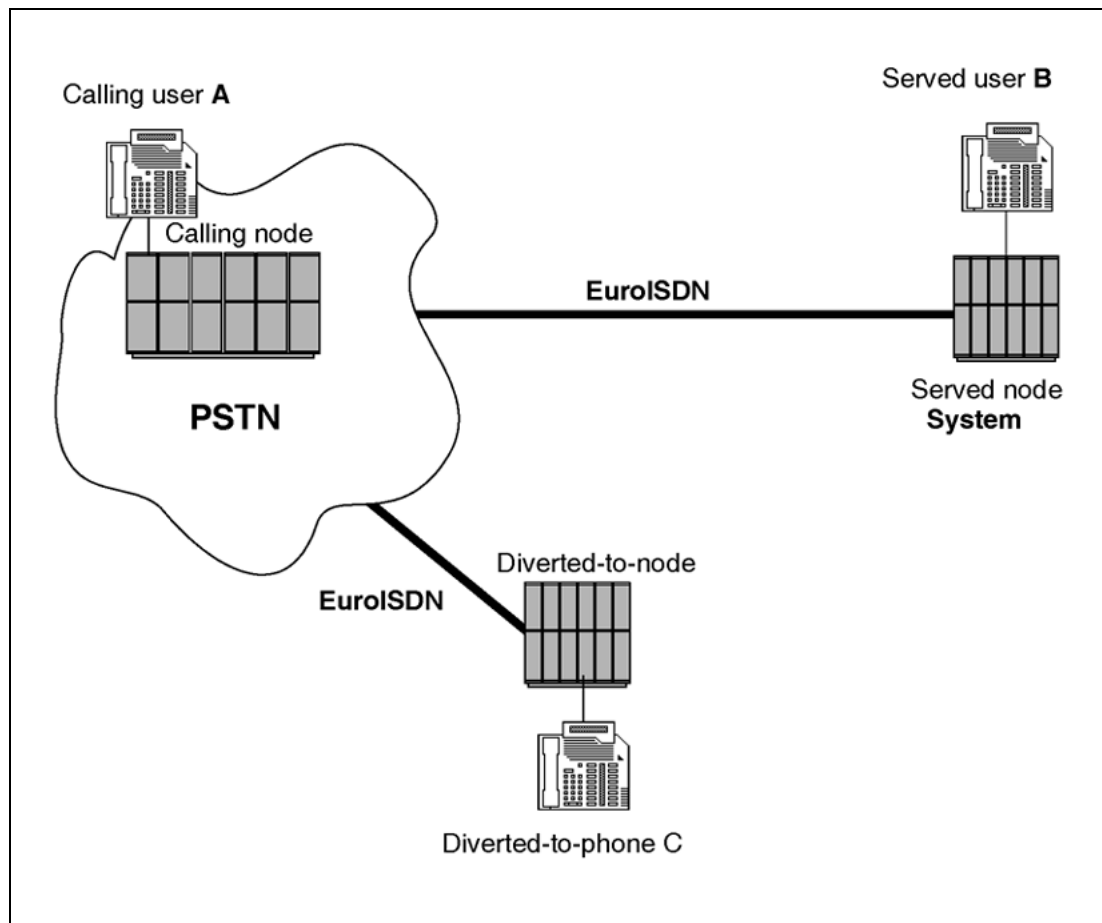 Calling user A
Served user B
Calling node
EuroISDN
PSTN
Served node
System
Diverted-to-node
EuroISDN
Diverted-to-phone C